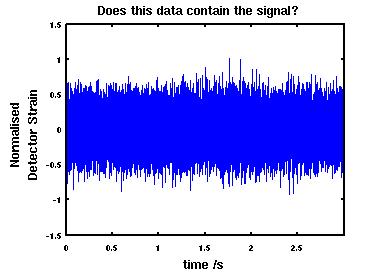 Does this data contain the signal?
1.5
1
0.5
0
-0.5
-1
-1.5
Normalised
Detector Strain
0 0.5 1 1.5 2 2.5
time /s